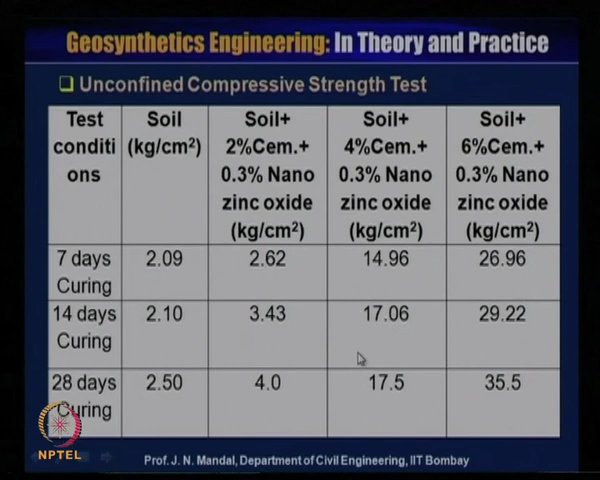 Geosynthetics Engineering: In Theory and Practice
Unconfined Compressive Strength Test
Test conditi ons | Soil (kg/cm²) | Soil+ 2%Cem.+ 0.3% Nano zinc oxide (kg/cm²) | Soil+ 4%Cem.+ 0.3% Nano zinc oxide (kg/cm²) | Soil+ 6%Cem.+ 0.3% Nano zinc oxide (kg/cm²)
7 days Curing | 2.09 | 2.62 | 14.96 | 26.96
14 days Curing | 2.10 | 3.43 | 17.06 | 29.22
28 days Curing | 2.50 | 4.0 | 17.5 | 35.5
NPTEL
Prof. J. N. Mandal, Department of Civil Engineering, IIT Bombay